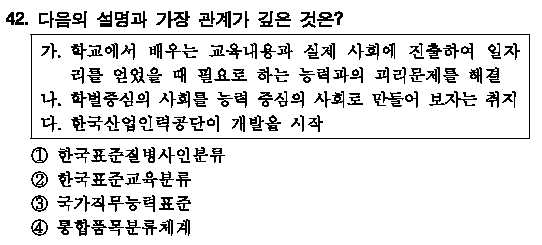 42. 다음의 설명과 가장 관계가 깊은 것은?
가. 학교에서 배우는 교육내용과 실제 사회에 진출하여 일자
리를 얻었을 때 필요로 하는 능력과의 괴리문제를 해결
나. 학벌중심의 사회를 능력 중심의 사회로 만들어 보자는 취지
다. 한국산업인력공단이 개발을 시작
① 한국표준질병사인분류
② 한국표준교육분류
③ 국가직무능력표준
④ 통합품목분류체계